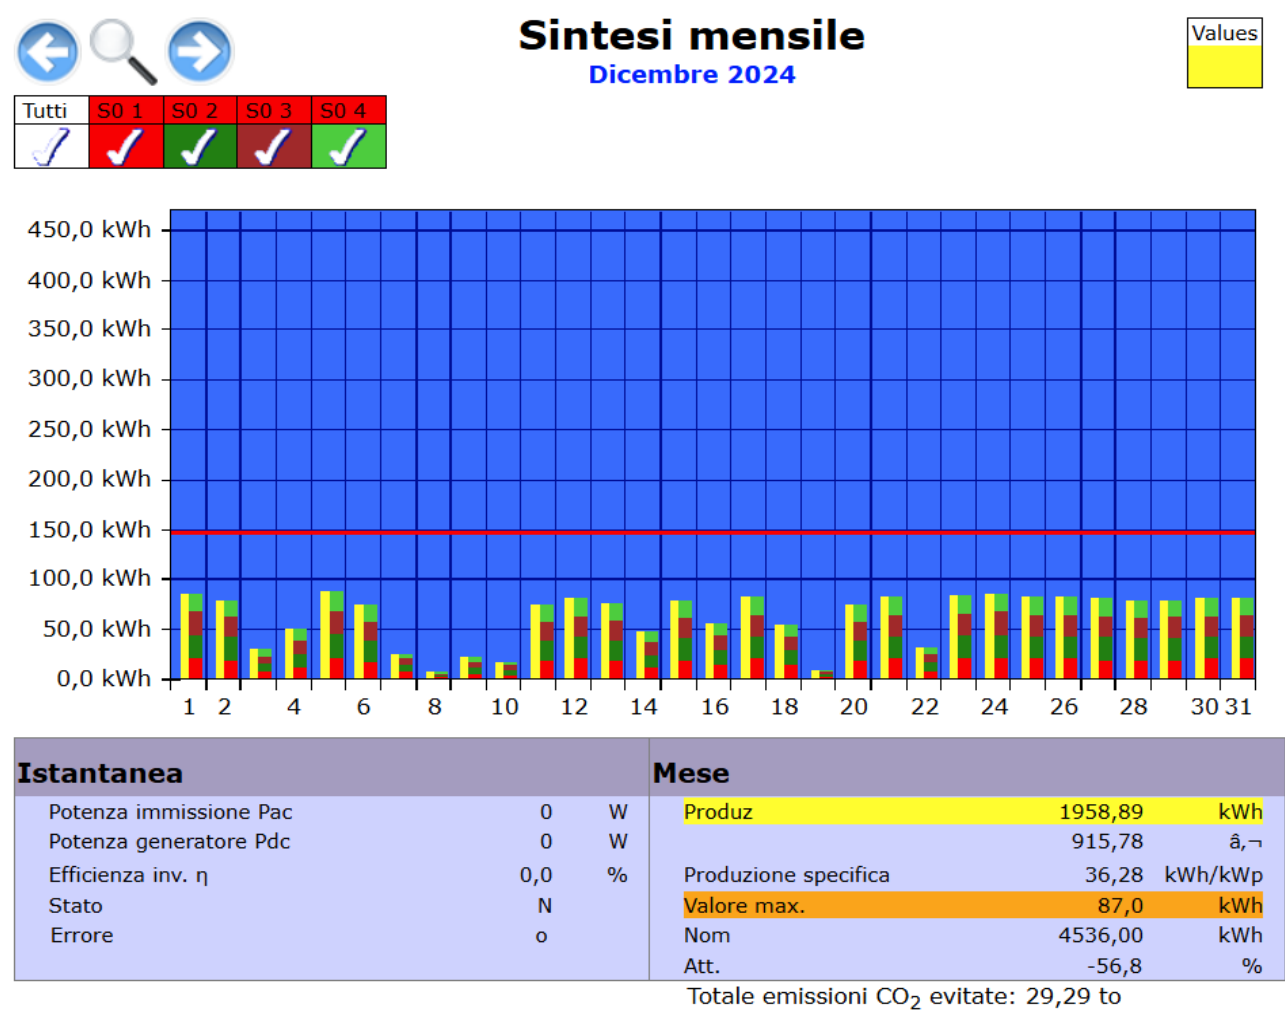 Sintesi mensile
Dicembre 2024
Values
Tutti S0 1 S0 2 S0 3 S0 4
450,0 kWh
400,0 kWh
350,0 kWh
300,0 kWh
250,0 kWh
200,0 kWh
150,0 kWh
100,0 kWh
50,0 kWh
0,0 kWh
1 2 4 6 8 10 12 14 16 18 20 22 24 26 28 30 31
Istantanea
Potenza immissione Pac 0 W
Potenza generatore Pdc 0 W
Efficienza inv. η 0,0 %
Stato N
Errore o
Mese
Produz 1958,89 kWh
915,78 â‚¬
Produzione specifica 36,28 kWh/kWp
Valore max. 87,0 kWh
Nom 4536,00 kWh
Att. -56,8 %
Totale emissioni CO₂ evitate: 29,29 to